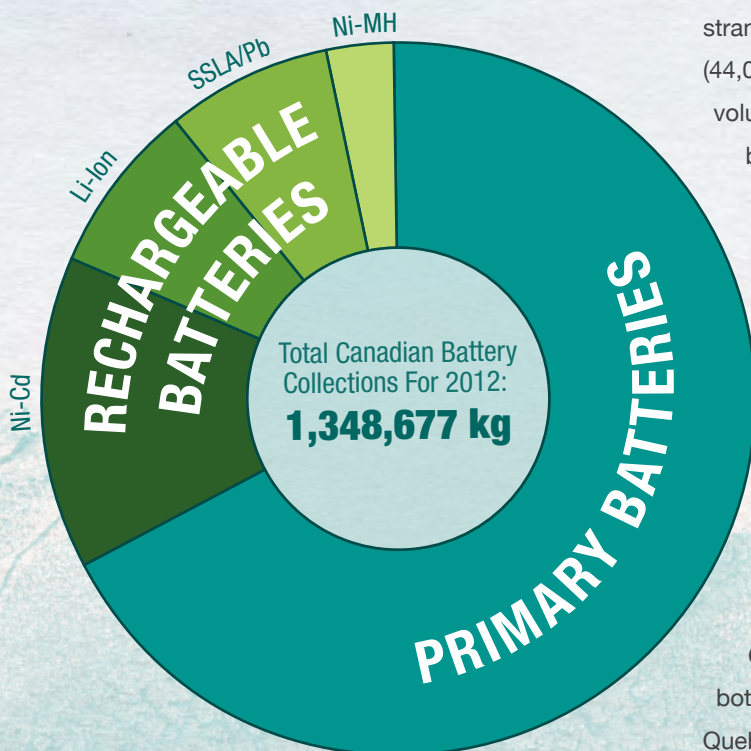 Ni-MH
SSLA/Pb
Li-Ion
Ni-Cd
RECHARGEABLE
BATTERIES
PRIMARY BATTERIES
Total Canadian Battery
Collections For 2012:
1,348,677 kg